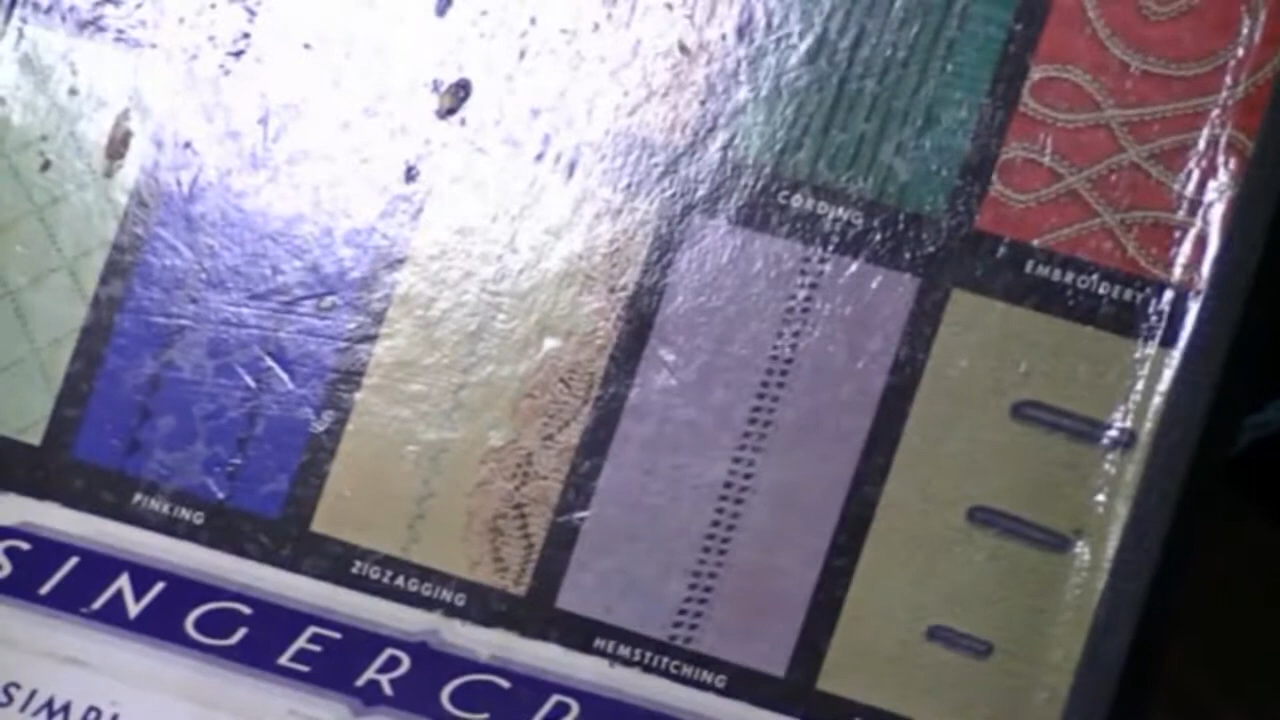 CORDING
EMBROIDERY
PINKING
ZIGZAGGING
HEMSTITCHING
SINGERCR
SIMPL